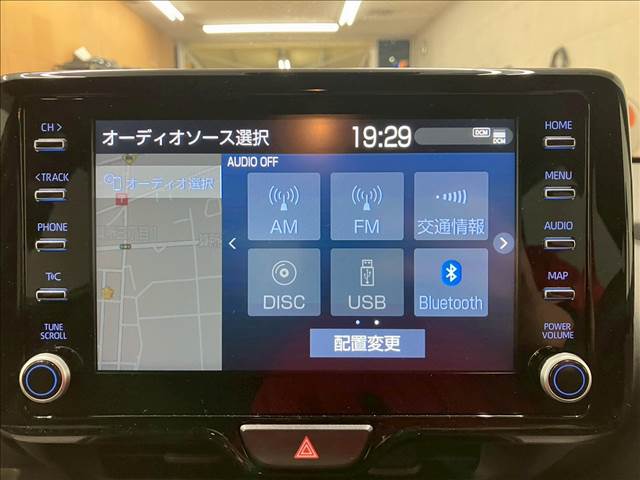 CH >
< TRACK
PHONE
T@C
TUNE
SCROLL
オーディオソース選択
19:29
DCM
DCM
オーディオ選択
AUDIO OFF
AM
FM
交通情報
DISC
USB
Bluetooth
配置変更
HOME
MENU
AUDIO
MAP
POWER
VOLUME